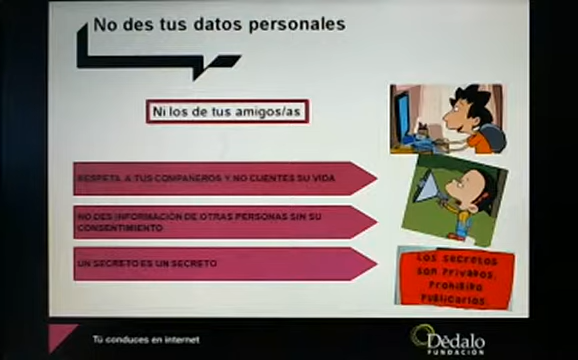 No des tus datos personales
Ni los de tus amigos/as
RESPETA A TUS COMPAÑEROS Y NO CUENTES SU VIDA
NO DES INFORMACIÓN DE OTRAS PERSONAS SIN SU
CONSENTIMIENTO
UN SECRETO ES UN SECRETO
Los secretos
son privados.
Prohibido
publicarlos.
Tú conduces en internet
Dédalo
FUNDACIÓN